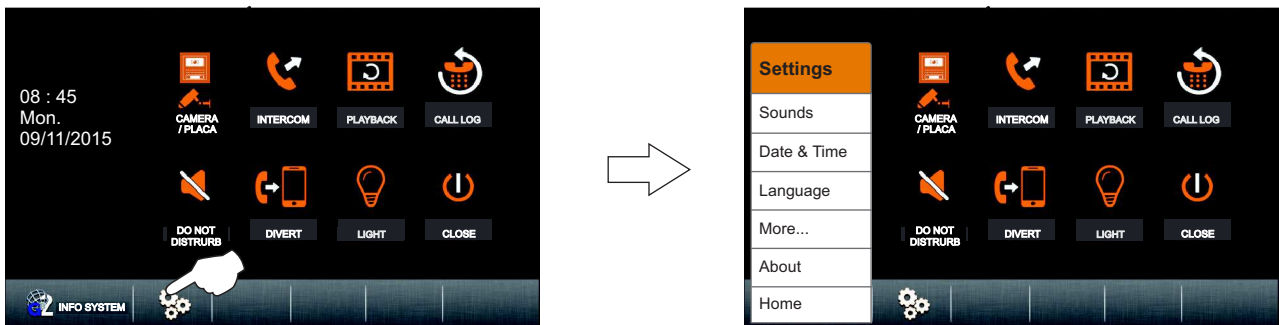 08 : 45
Mon.
09/11/2015
CAMERA
/ PLACA
INTERCOM
PLAYBACK
CALL LOG
DO NOT
DISTRURB
DIVERT
LIGHT
CLOSE
2 INFO SYSTEM
Settings
Sounds
Date & Time
Language
More...
About
Home
CAMERA
/ PLACA
INTERCOM
PLAYBACK
CALL LOG
DO NOT
DISTRURB
DIVERT
LIGHT
CLOSE